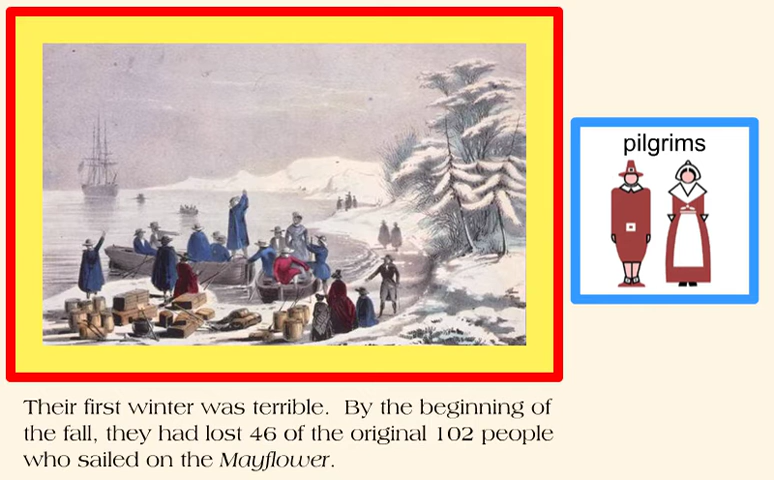 pilgrims
Their first winter was terrible.  By the beginning of
the fall, they had lost 46 of the original 102 people
who sailed on the Mayflower.